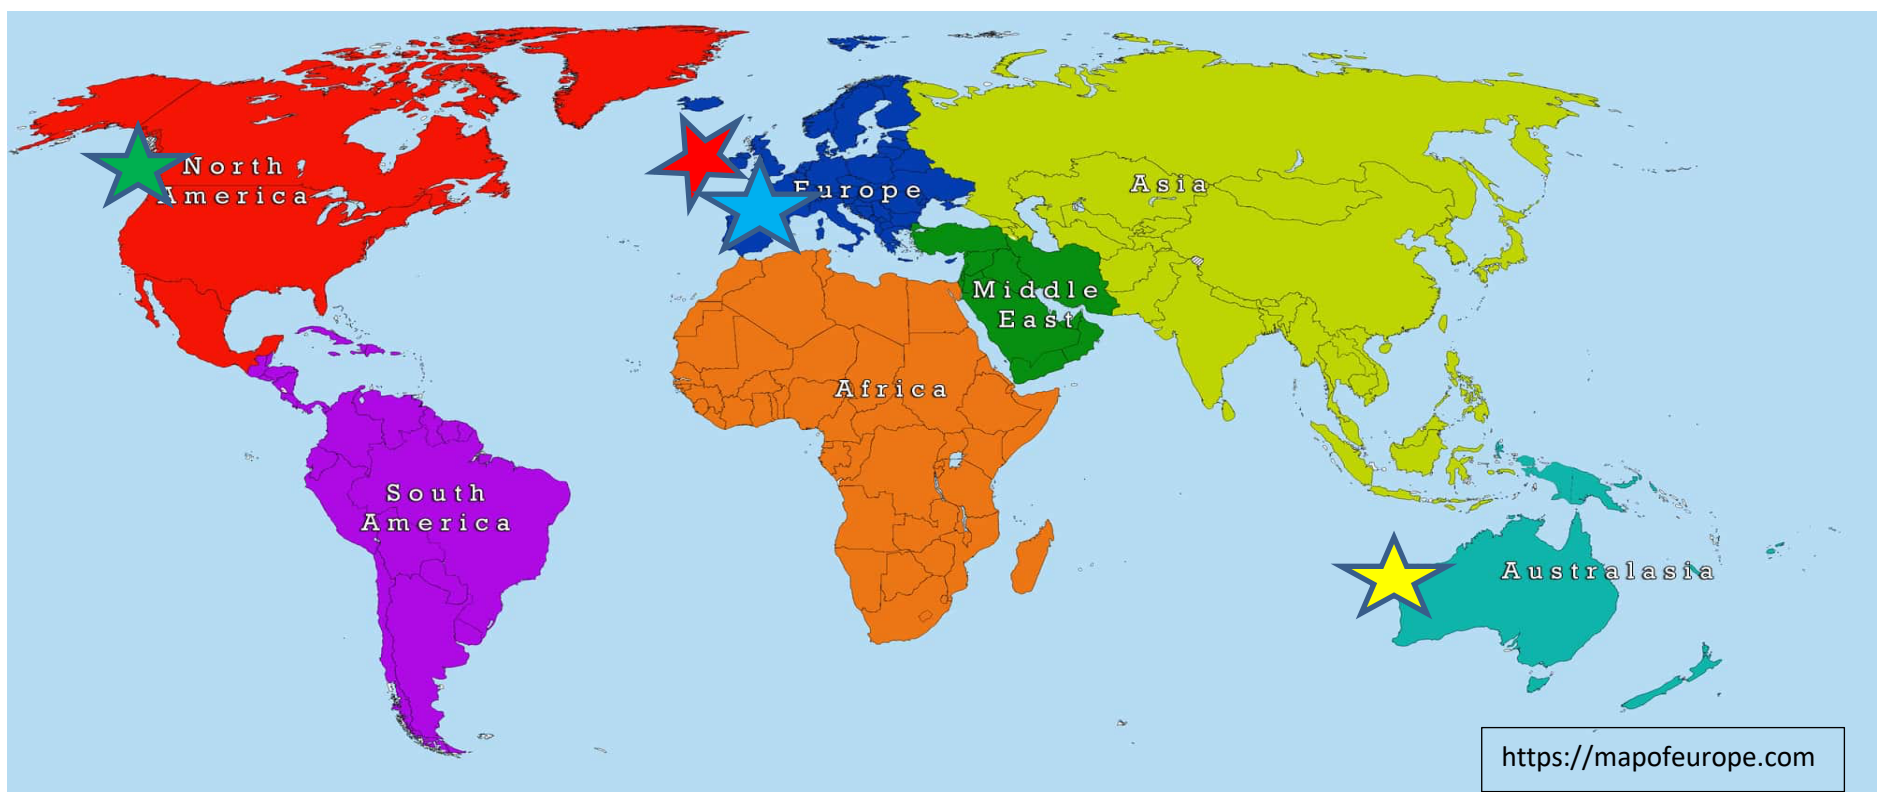 North
America
Europe
Asia
Middle
East
Africa
South
America
Australasia
https://mapofeurope.com